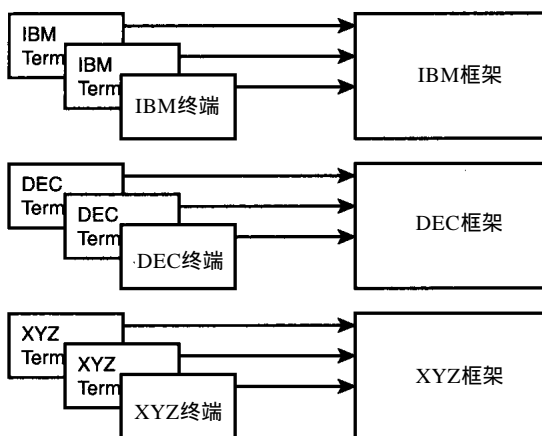 IBM
Term
IBM
Term
IBM终端
IBM框架
DEC
Term
DEC
Term
DEC终端
DEC框架
XYZ
Term
XYZ
Term
XYZ终端
XYZ框架